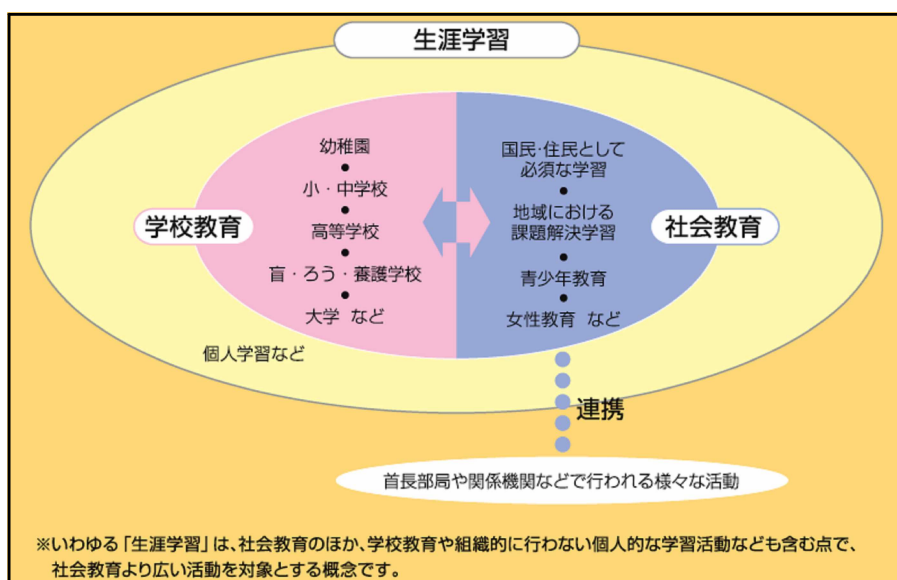 生涯学習
学校教育
幼稚園
小・中学校
高等学校
盲・ろう・養護学校
大学 など
社会教育
国民・住民として
必須な学習
地域における
課題解決学習
青少年教育
女性教育 など
個人学習など
連携
首長部局や関係機関などで行われる様々な活動
※いわゆる「生涯学習」は、社会教育のほか、学校教育や組織的に行わない個人的な学習活動なども含む点で、
社会教育より広い活動を対象とする概念です。